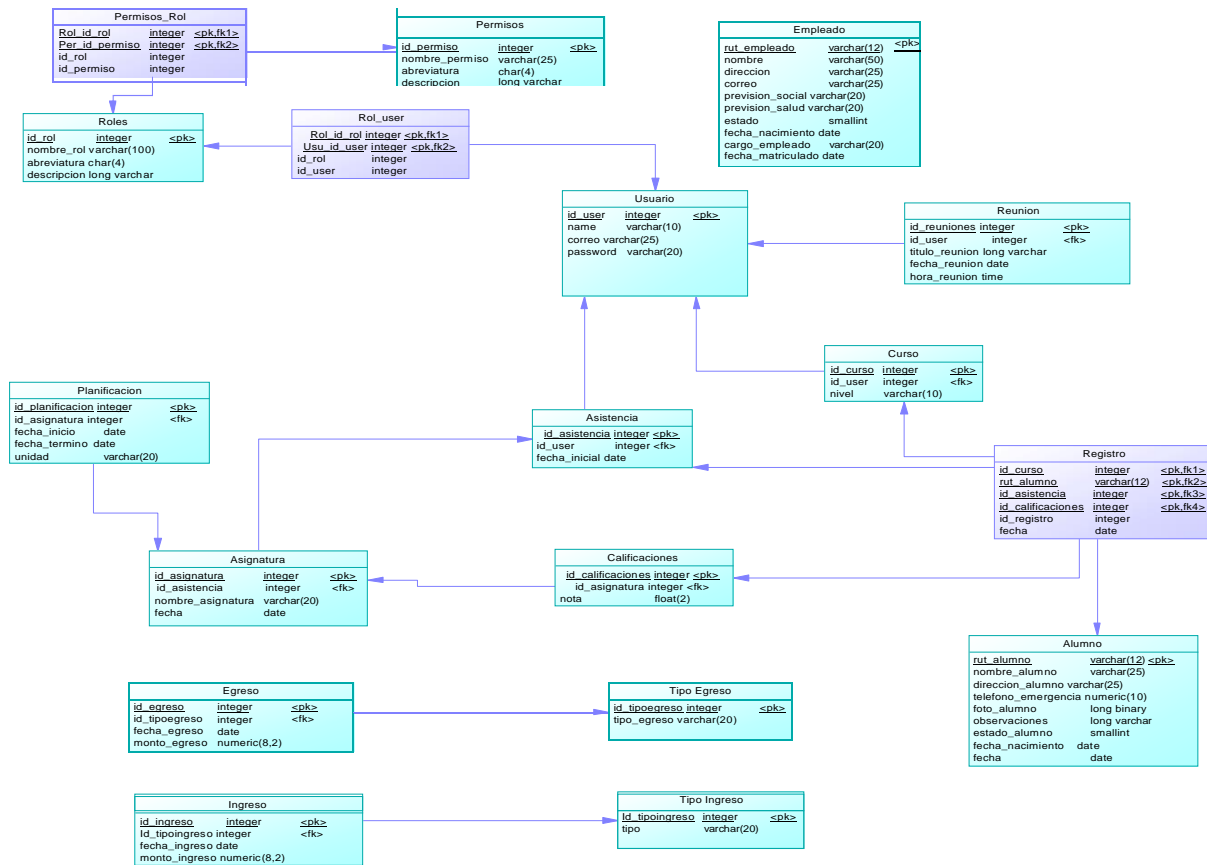 Permisos_Rol
Rol_id_rol integer <pk,fk1>
Per_id_permiso integer <pk,fk2>
id_rol integer
id_permiso integer
Permisos
id_permiso integer <pk>
nombre_permiso varchar(25)
abreviatura char(4)
descripcion long varchar
Empleado
rut_empleado varchar(12) <pk>
nombre varchar(50)
direccion varchar(25)
correo varchar(25)
prevision_social varchar(20)
prevision_salud varchar(20)
estado smallint
fecha_nacimiento date
cargo_empleado varchar(20)
fecha_matriculado date
Roles
id_rol integer <pk>
nombre_rol varchar(100)
abreviatura char(4)
descripcion long varchar
Rol_user
Rol_id_rol integer <pk,fk1>
Usu_id_user integer <pk,fk2>
id_rol integer
id_user integer
Usuario
id_user integer <pk>
name varchar(10)
correo varchar(25)
password varchar(20)
Reunion
id_reuniones integer <pk>
id_user integer <fk>
titulo_reunion long varchar
fecha_reunion date
hora_reunion time
Curso
id_curso integer <pk>
id_user integer <fk>
nivel varchar(10)
Planificacion
id_planificacion integer <pk>
id_asignatura integer <fk>
fecha_inicio date
fecha_termino date
unidad varchar(20)
Asistencia
id_asistencia integer <pk>
id_user integer <fk>
fecha_inicial date
Registro
id_curso integer <pk,fk1>
rut_alumno varchar(12) <pk,fk2>
id_asistencia integer <pk,fk3>
id_calificaciones integer <pk,fk4>
id_registro integer
fecha date
Asignatura
id_asignatura integer <pk>
id_asistencia integer <fk>
nombre_asignatura varchar(20)
fecha date
Calificaciones
id_calificaciones integer <pk>
id_asignatura integer <fk>
nota float(2)
Alumno
rut_alumno varchar(12) <pk>
nombre_alumno varchar(25)
direccion_alumno varchar(25)
telefono_emergencia numeric(10)
foto_alumno long binary
observaciones long varchar
estado_alumno smallint
fecha_nacimiento date
fecha date
Egreso
id_egreso integer <pk>
id_tipoegreso integer <fk>
fecha_egreso date
monto_egreso numeric(8,2)
Tipo Egreso
id_tipoegreso integer <pk>
tipo_egreso varchar(20)
Ingreso
id_ingreso integer <pk>
Id_tipoingreso integer <fk>
fecha_ingreso date
monto_ingreso numeric(8,2)
Tipo Ingreso
Id_tipoingreso integer <pk>
tipo varchar(20)